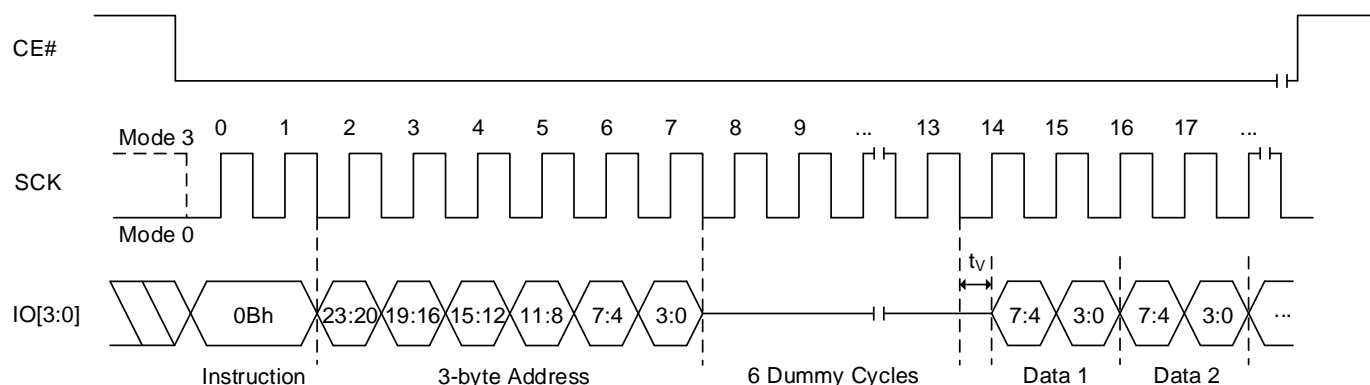 CE#
0 1 2 3 4 5 6 7 8 9 ... 13 14 15 16 17 ...
Mode 3
SCK
Mode 0
tV
IO[3:0]
0Bh 23:20 19:16 15:12 11:8 7:4 3:0 7:4 3:0 7:4 3:0 ...
Instruction 3-byte Address 6 Dummy Cycles Data 1 Data 2